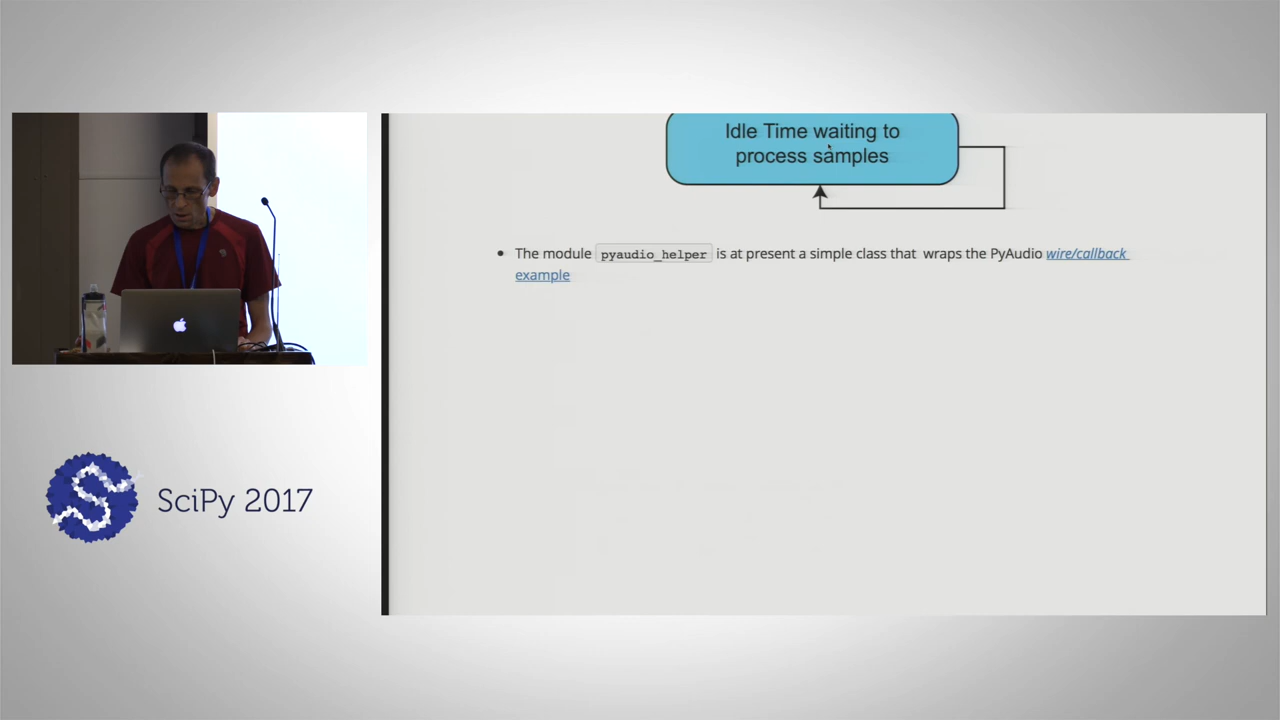 Idle Time waiting to
process samples
The module pyaudio_helper is at present a simple class that wraps the PyAudio wire/callback
example
SciPy 2017